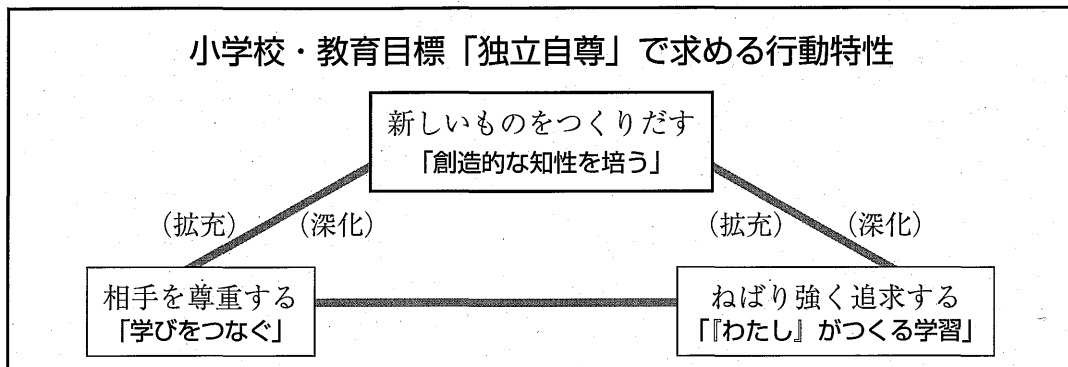 小学校・教育目標「独立自尊」で求める行動特性
新しいものをつくりだす
「創造的な知性を培う」
（拡充）　（深化）　（拡充）　（深化）
相手を尊重する
「学びをつなぐ」
ねばり強く追求する
「『わたし』がつくる学習」